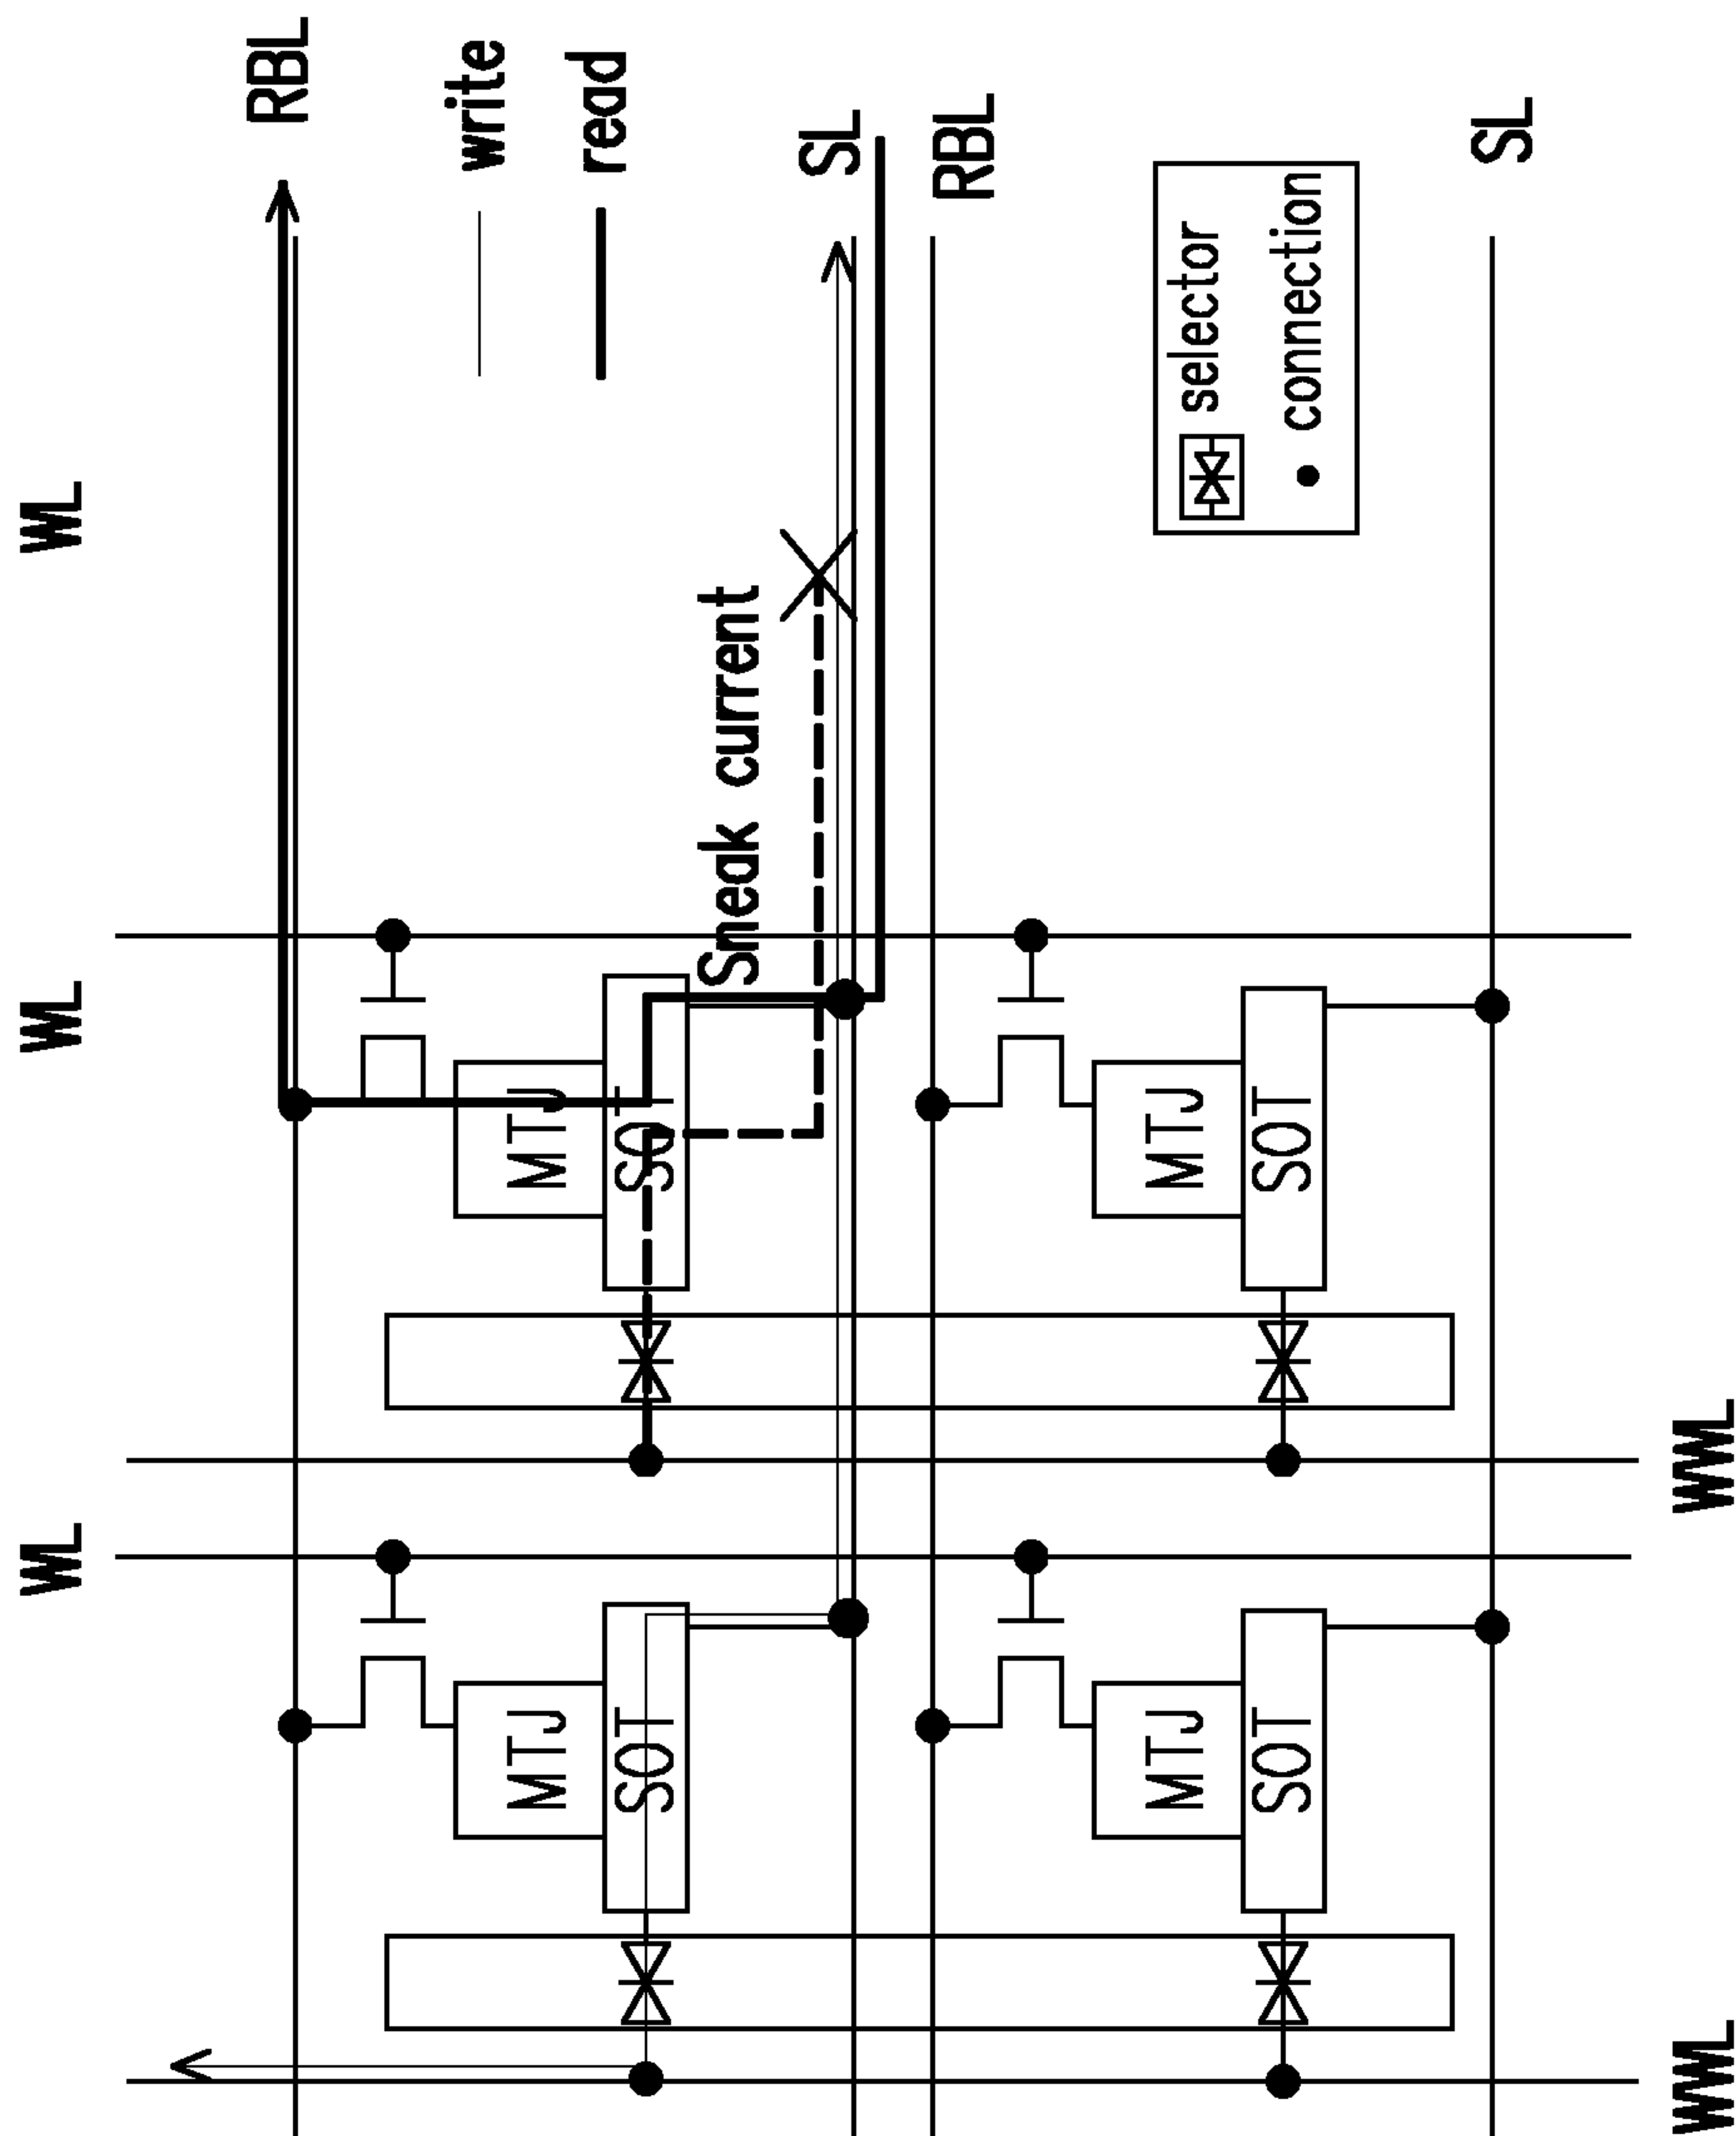 WL
WL
WL
RBL
write
MTJ
MTJ
read
SOT
SOT
Sneak current
SL
RBL
MTJ
MTJ
selector
SOT
SOT
connection
SL
WWL
WWL